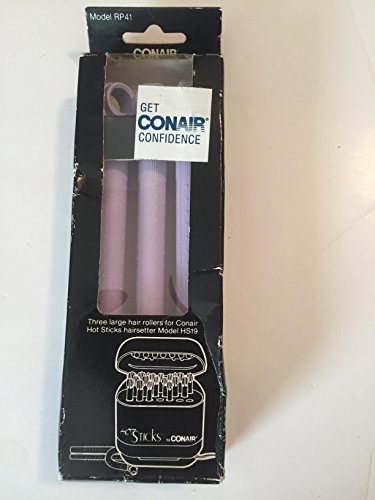 Model RP41
CONAIR®
GET
CONAIR®
CONFIDENCE
Three large hair rollers for Conair
Hot Sticks hairsetter Model HS19
Hot Sticks by CONAIR®